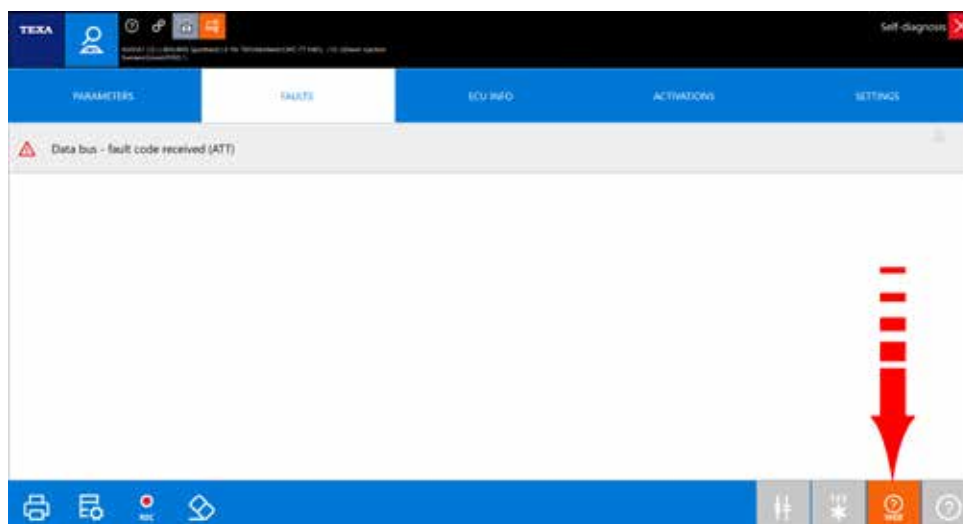 TEXA
Self-diagnosis
PARAMETERS
FAULTS
ECU INFO
ACTIVATIONS
SETTINGS
Data bus - fault code received (ATT)
REC